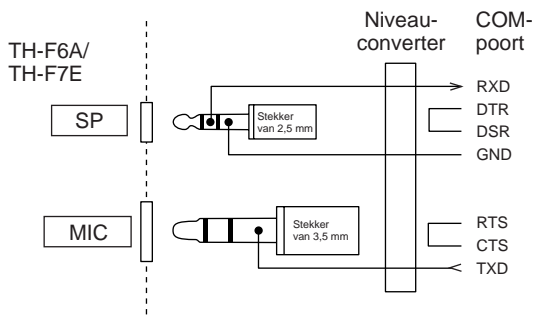 Niveau-
converter
COM-
poort
TH-F6A/
TH-F7E
RXD
SP
Stekker
van 2,5 mm
DTR
DSR
GND
MIC
Stekker
van 3,5 mm
RTS
CTS
TXD